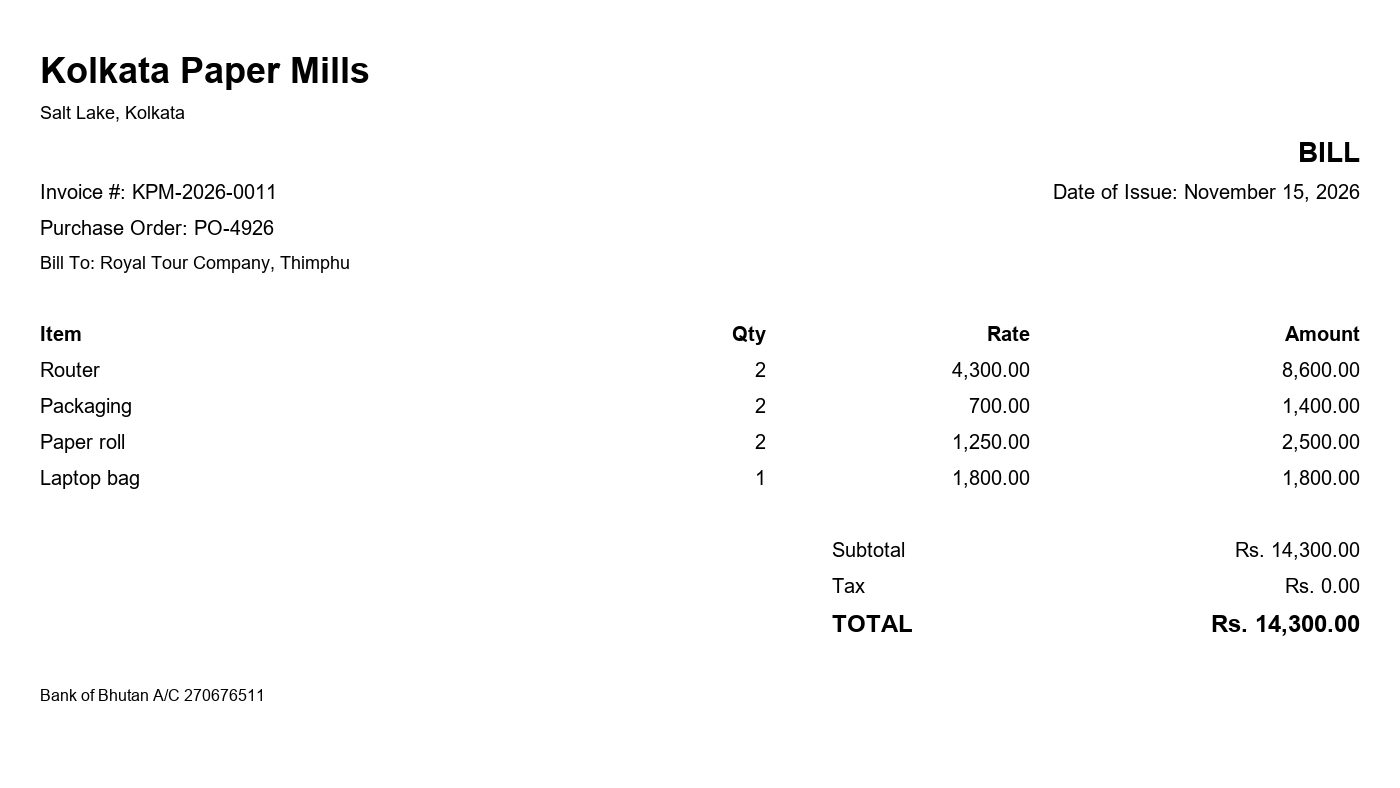 Kolkata Paper Mills
Salt Lake, Kolkata
BILL
Invoice #: KPM-2026-0011 Date of Issue: November 15, 2026
Purchase Order: PO-4926
Bill To: Royal Tour Company, Thimphu
Item Qty Rate Amount
Router 2 4,300.00 8,600.00
Packaging 2 700.00 1,400.00
Paper roll 2 1,250.00 2,500.00
Laptop bag 1 1,800.00 1,800.00
Subtotal Rs. 14,300.00
Tax Rs. 0.00
TOTAL Rs. 14,300.00
Bank of Bhutan A/C 270676511